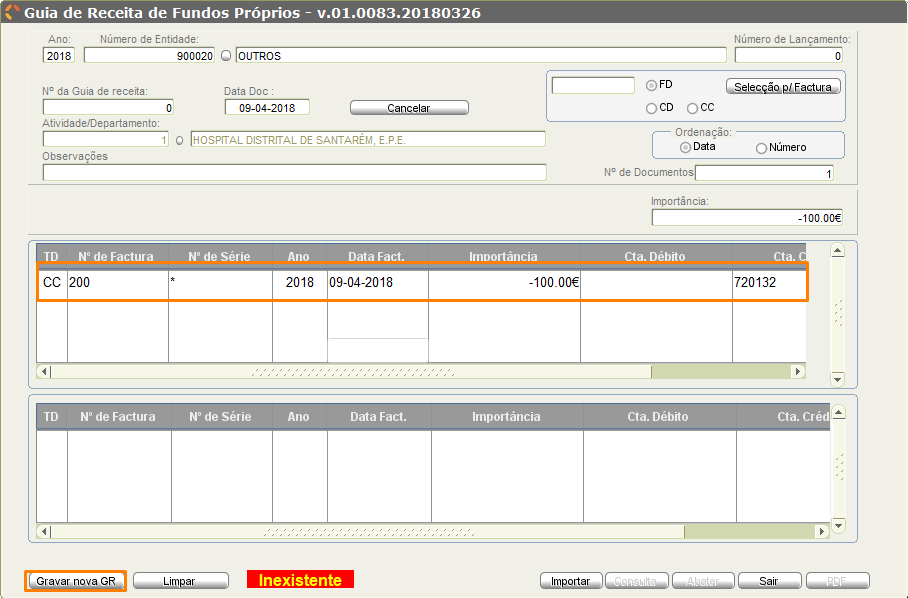 Guia de Receita de Fundos Próprios - v.01.0083.20180326
Ano: Número de Entidade: Número de Lançamento:
2018 900020 OUTROS 0
Nº da Guia de receita: Data Doc : FD Selecção p/ Factura
0 09-04-2018 Cancelar CD CC
Atividade/Departamento: Ordenação:
1 HOSPITAL DISTRITAL DE SANTARÉM, E.P.E. Data Número
Observações
Nº de Documentos 1
Importância:
-100.00€
TD Nº de Factura Nº de Série Ano Data Fact. Importância Cta. Débito Cta. C
CC 200 * 2018 09-04-2018 -100.00€ 720132
TD Nº de Factura Nº de Série Ano Data Fact. Importância Cta. Débito Cta. Créd
Gravar nova GR Limpar Inexistente Importar Consulta Abater Sair PDF